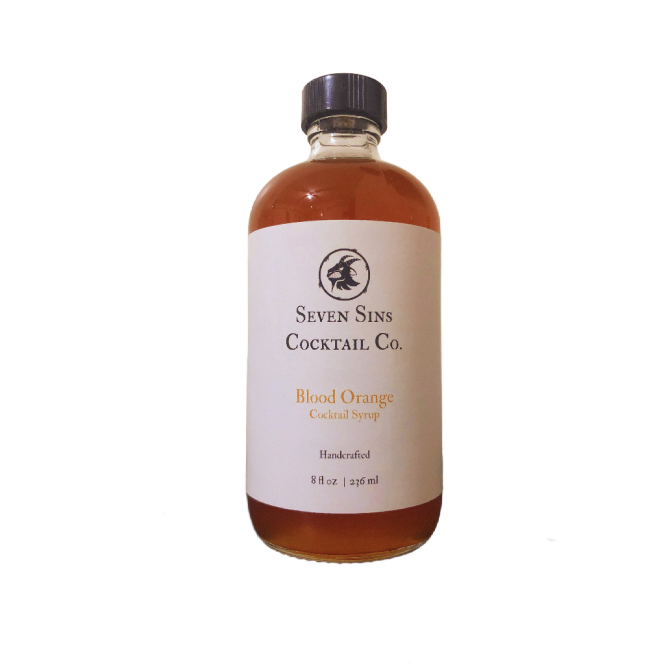 Seven Sins
Cocktail Co.
Blood Orange
Cocktail Syrup
Handcrafted
8 fl oz | 236 ml